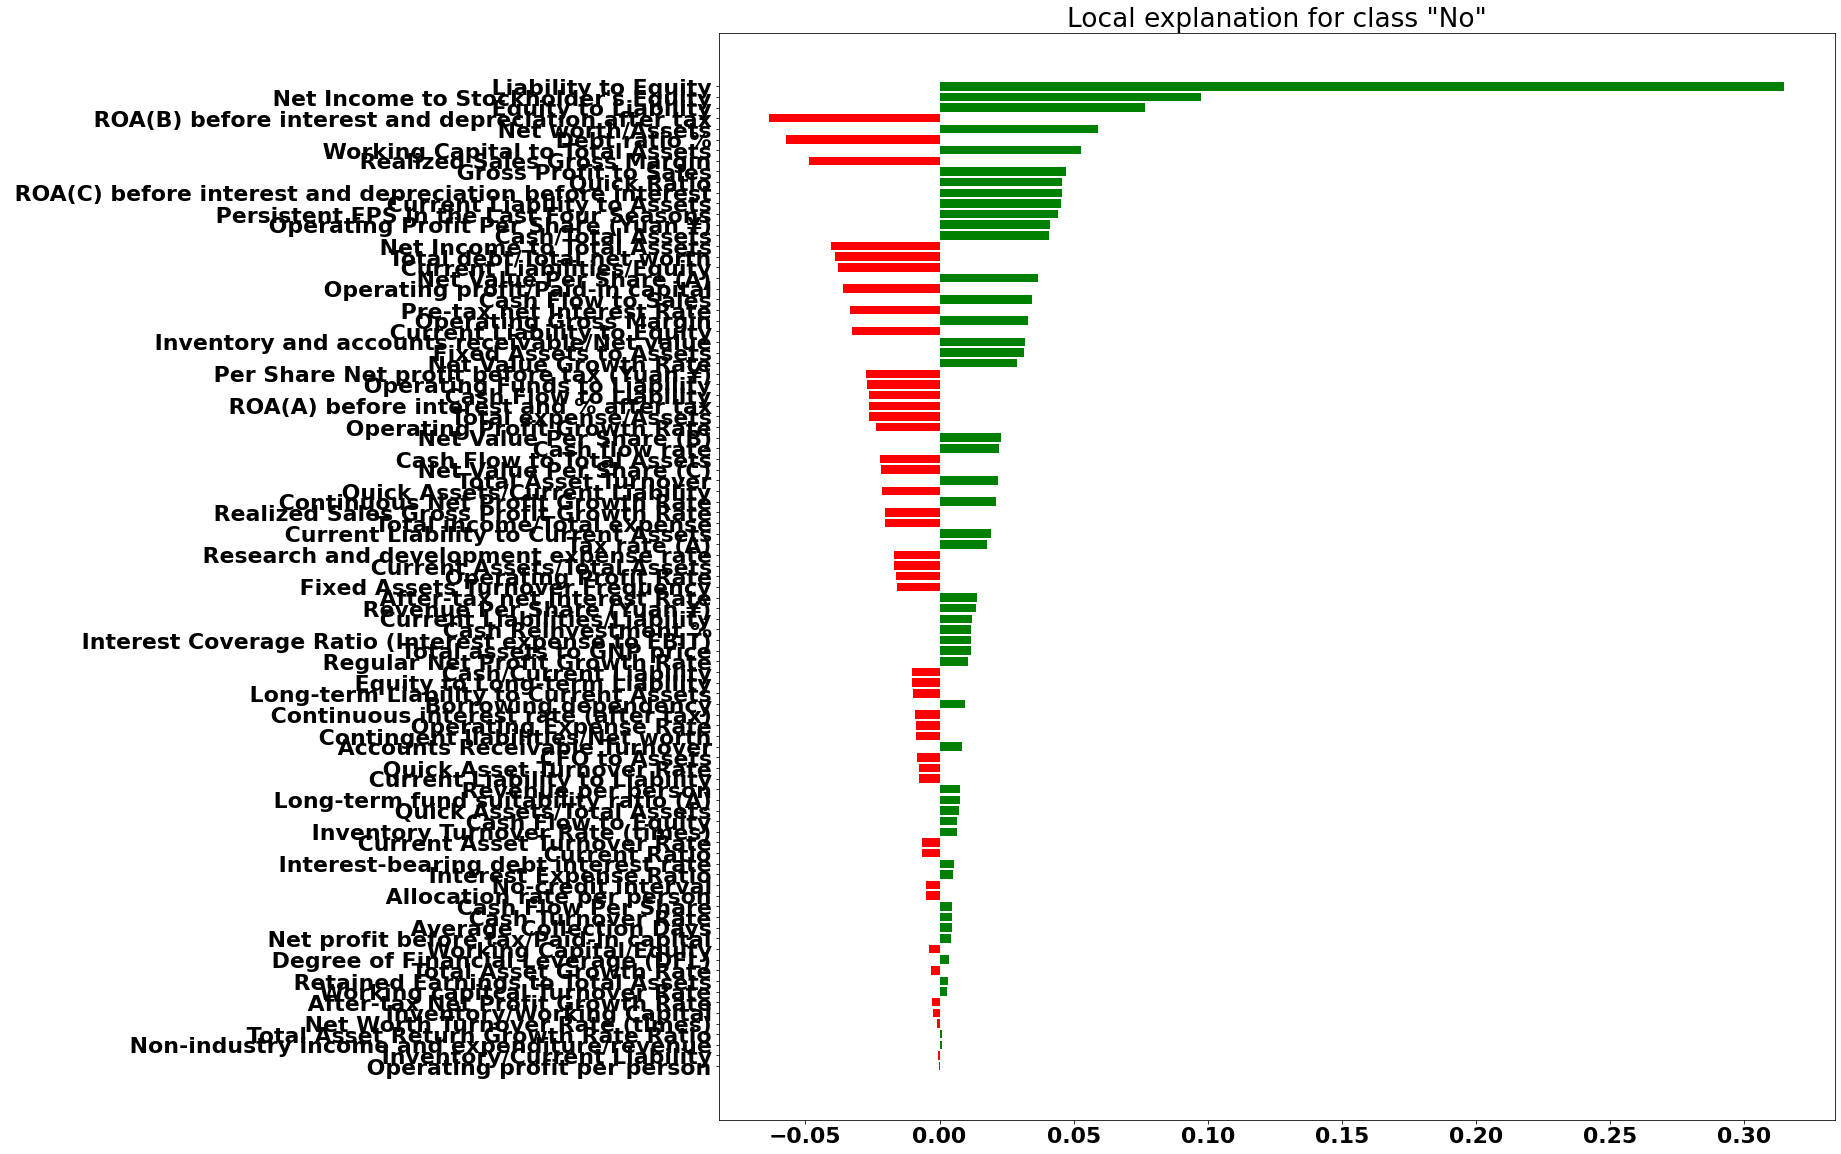 Local explanation for class "No"
Liability to Equity
Net Income to Stockholder's Equity
Equity to Liability
ROA(B) before interest and depreciation after tax
Net worth/Assets
Debt ratio %
Working Capital to Total Assets
Realized Sales Gross Margin
Gross Profit to Sales
Quick Ratio
ROA(C) before interest and depreciation before interest
Current Liability to Assets
Persistent EPS in the Last Four Seasons
Operating Profit Per Share (Yuan ¥)
Cash/Total Assets
Net Income to Total Assets
Total debt/Total net worth
Current Liabilities/Equity
Net Value Per Share (A)
Operating profit/Paid-in capital
Cash Flow to Sales
Pre-tax net Interest Rate
Operating Gross Margin
Current Liability to Equity
Inventory and accounts receivable/Net value
Fixed Assets to Assets
Net Value Growth Rate
Per Share Net profit before tax (Yuan ¥)
Operating Funds to Liability
Cash Flow to Liability
ROA(A) before interest and % after tax
Total expense/Assets
Operating Profit Growth Rate
Net Value Per Share (B)
Cash flow rate
Cash Flow to Total Assets
Net Value Per Share (C)
Total Asset Turnover
Quick Assets/Current Liability
Continuous Net Profit Growth Rate
Realized Sales Gross Profit Growth Rate
Total income/Total expense
Current Liability to Current Assets
Tax rate (A)
Research and development expense rate
Current Assets/Total Assets
Operating Profit Rate
Fixed Assets Turnover Frequency
After-tax net Interest Rate
Revenue Per Share (Yuan ¥)
Current Liabilities/Liability
Cash Reinvestment %
Interest Coverage Ratio (Interest expense to EBIT)
Total assets to GNP price
Regular Net Profit Growth Rate
Cash/Current Liability
Equity to Long-term Liability
Long-term Liability to Current Assets
Borrowing dependency
Continuous interest rate (after tax)
Operating Expense Rate
Contingent liabilities/Net worth
Accounts Receivable Turnover
CFO to Assets
Quick Asset Turnover Rate
Current Liability to Liability
Revenue per person
Long-term fund suitability ratio (A)
Quick Assets/Total Assets
Cash Flow to Equity
Inventory Turnover Rate (times)
Current Asset Turnover Rate
Current Ratio
Interest-bearing debt interest rate
Interest Expense Ratio
No-credit Interval
Allocation rate per person
Cash Flow Per Share
Cash Turnover Rate
Average Collection Days
Net profit before tax/Paid-in capital
Working Capital/Equity
Degree of Financial Leverage (DFL)
Total Asset Growth Rate
Retained Earnings to Total Assets
Working capitcal Turnover Rate
After-tax Net Profit Growth Rate
Inventory/Working Capital
Net Worth Turnover Rate (times)
Total Asset Return Growth Rate Ratio
Non-industry income and expenditure/revenue
Inventory/Current Liability
Operating profit per person
−0.05 0.00 0.05 0.10 0.15 0.20 0.25 0.30